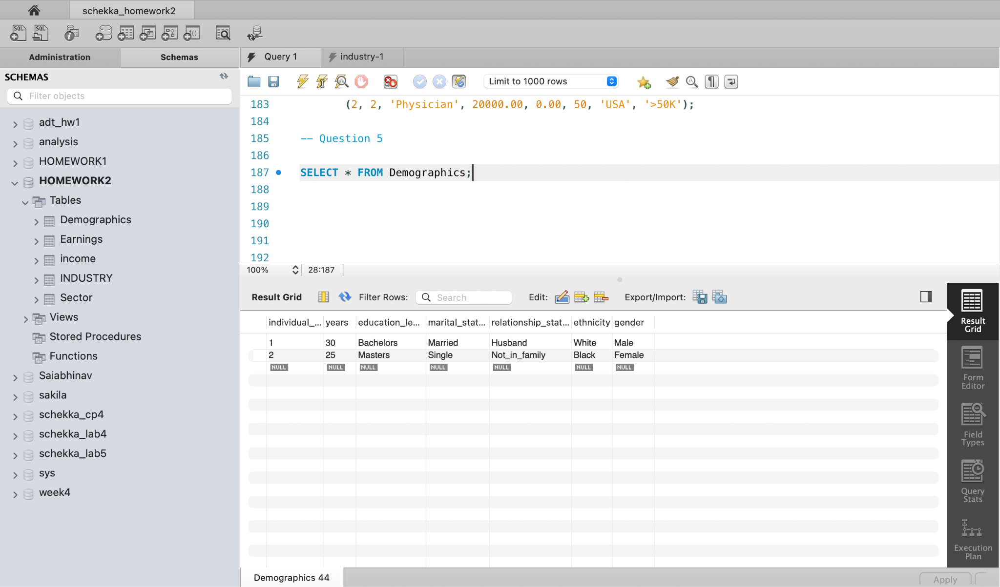 schekka_homework2
SQL SQL i f()
Administration Schemas
Query 1 industry-1
SCHEMAS
Filter objects
adt_hw1
analysis
HOMEWORK1
HOMEWORK2
Tables
Demographics
Earnings
income
INDUSTRY
Sector
Views
Stored Procedures
Functions
Saiabhinav
sakila
schekka_cp4
schekka_lab4
schekka_lab5
sys
week4
Limit to 1000 rows
183 (2, 2, 'Physician', 20000.00, 0.00, 50, 'USA', '>50K');
184
185 -- Question 5
186
187 SELECT * FROM Demographics;
188
189
190
191
192
100% 28:187
Result Grid Filter Rows: Search Edit: Export/Import:
individual_... years education_le... marital_stat... relationship_stat... ethnicity gender
1 30 Bachelors Married Husband White Male
2 25 Masters Single Not_in_family Black Female
NULL NULL NULL NULL NULL NULL NULL
Result
Grid
Form
Editor
Field
Types
Query
Stats
Execution
Plan
Demographics 44
Apply